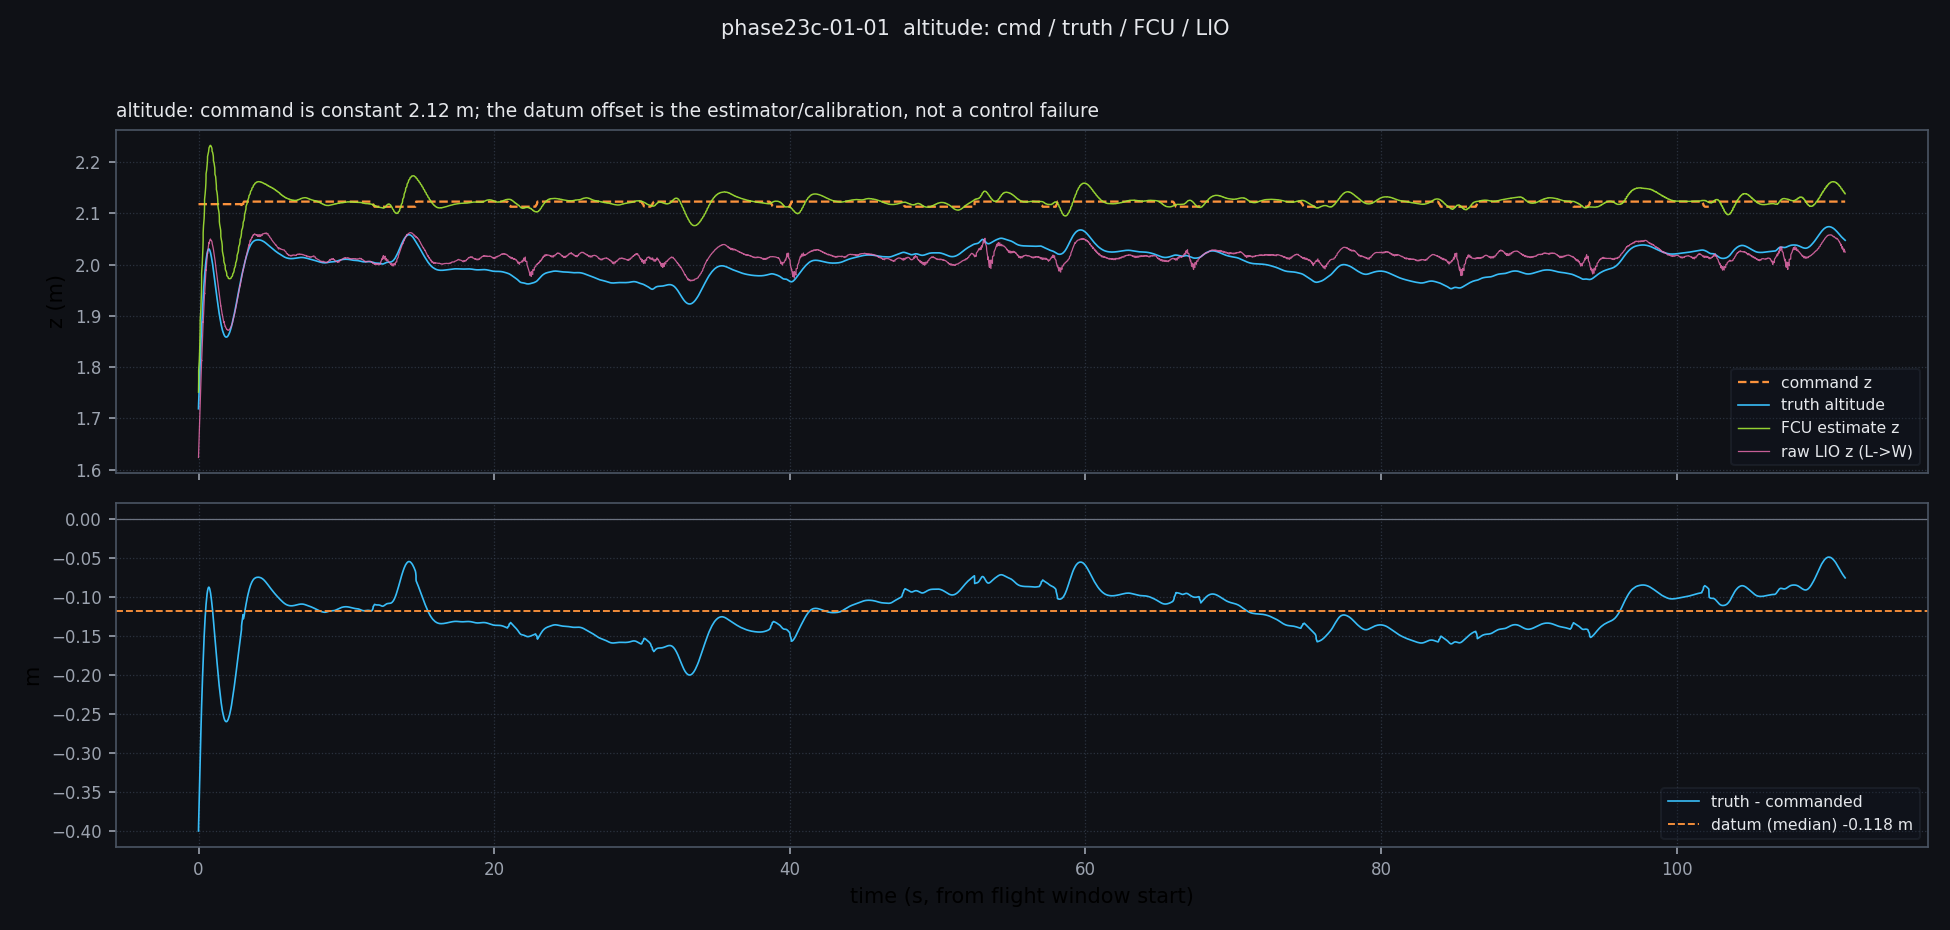 phase23c-01-01  altitude: cmd / truth / FCU / LIO
altitude: command is constant 2.12 m; the datum offset is the estimator/calibration, not a control failure
z (m)
2.2
2.1
2.0
1.9
1.8
1.7
1.6
command z
truth altitude
FCU estimate z
raw LIO z (L->W)
m
0.00
−0.05
−0.10
−0.15
−0.20
−0.25
−0.30
−0.35
−0.40
truth - commanded
datum (median) -0.118 m
0 20 40 60 80 100
time (s, from flight window start)